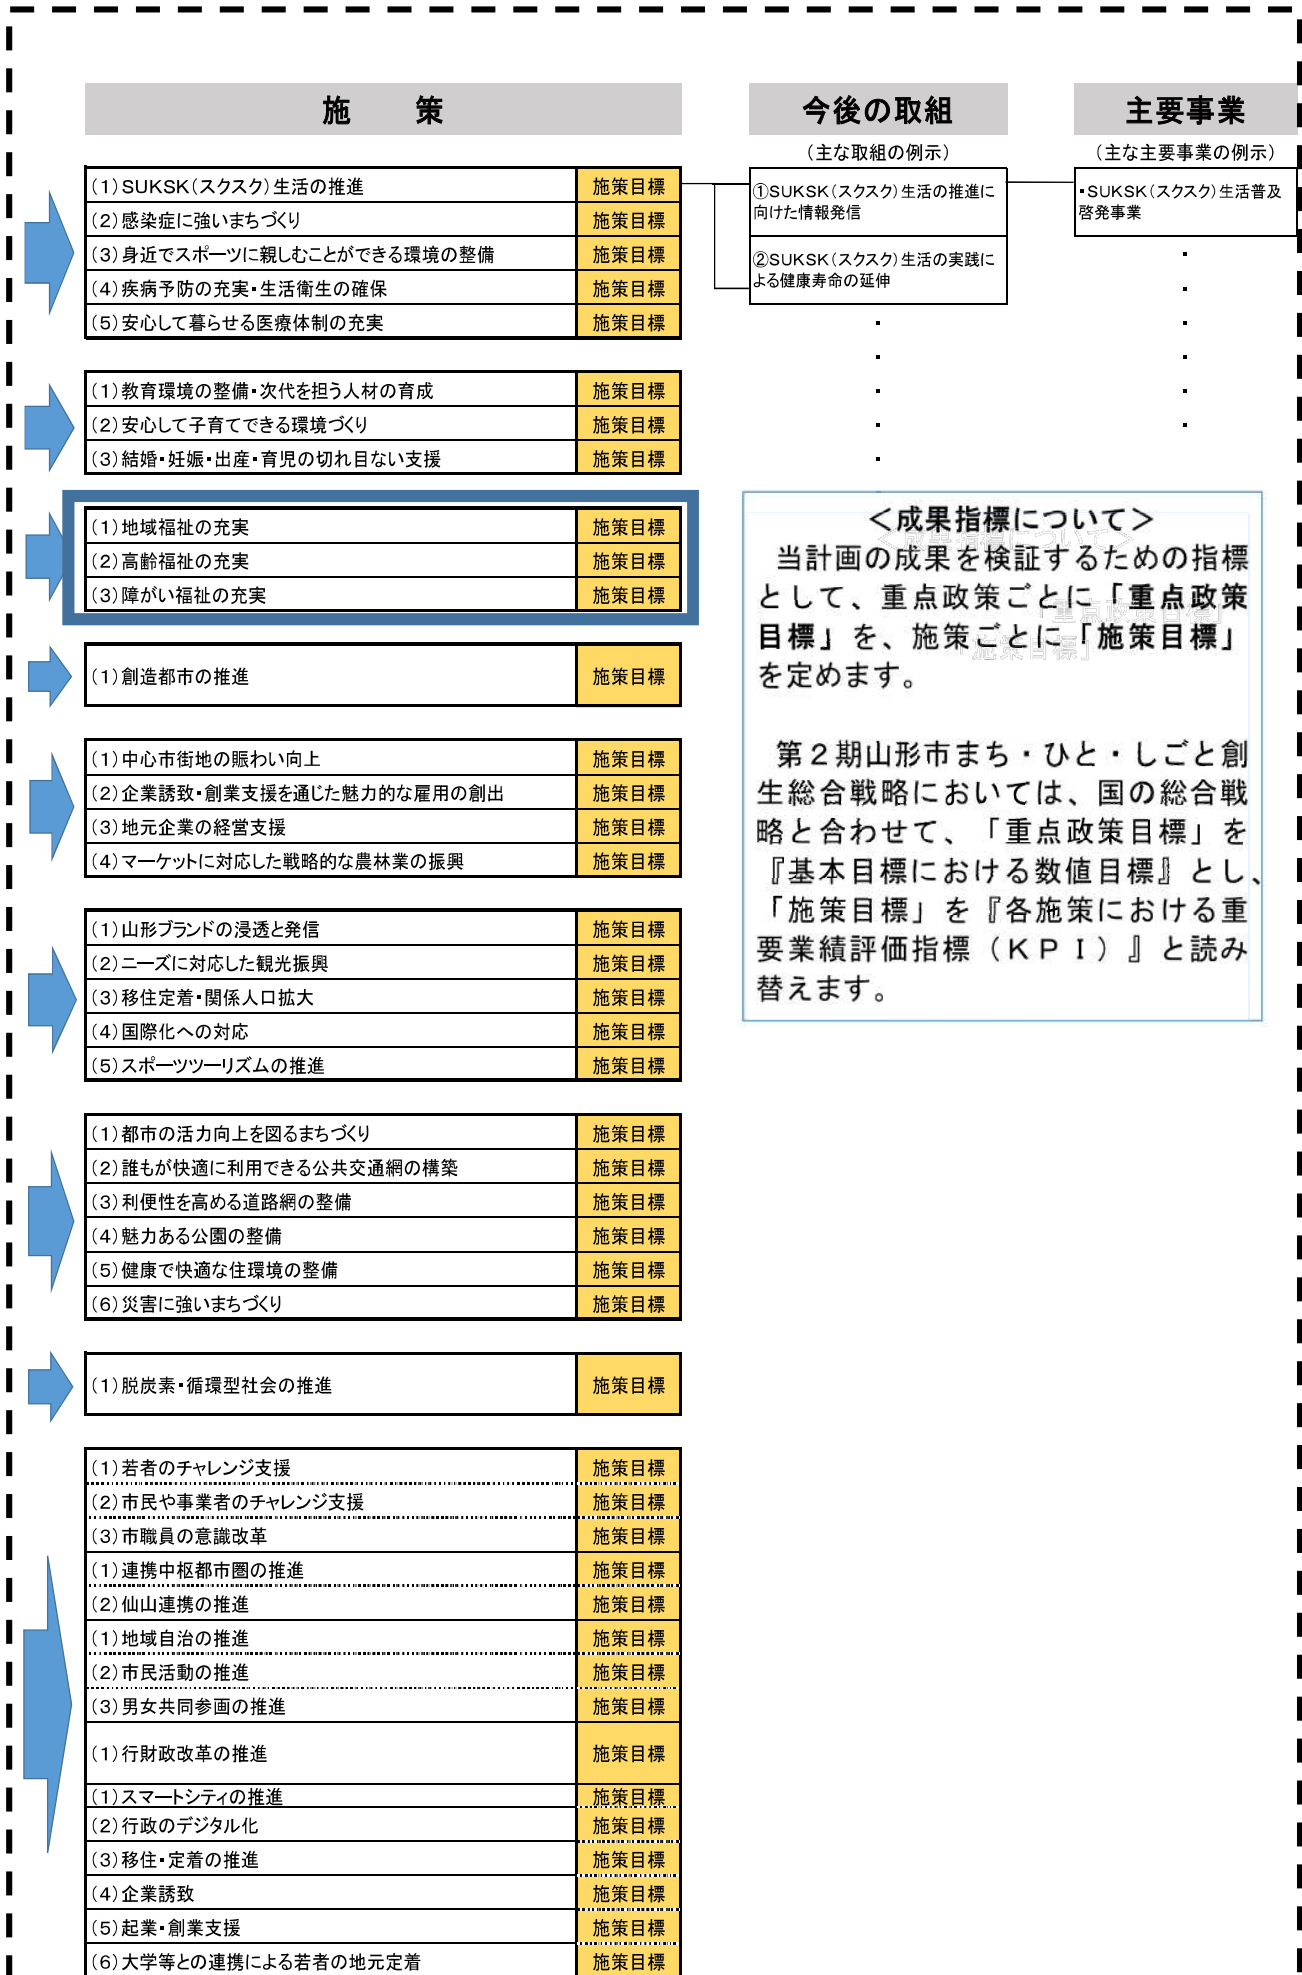 施　策
(1)SUKSK(スクスク)生活の推進 施策目標
(2)感染症に強いまちづくり 施策目標
(3)身近でスポーツに親しむことができる環境の整備 施策目標
(4)疾病予防の充実・生活衛生の確保 施策目標
(5)安心して暮らせる医療体制の充実 施策目標
(1)教育環境の整備・次代を担う人材の育成 施策目標
(2)安心して子育てできる環境づくり 施策目標
(3)結婚・妊娠・出産・育児の切れ目ない支援 施策目標
(1)地域福祉の充実 施策目標
(2)高齢福祉の充実 施策目標
(3)障がい福祉の充実 施策目標
(1)創造都市の推進 施策目標
(1)中心市街地の賑わい向上 施策目標
(2)企業誘致・創業支援を通じた魅力的な雇用の創出 施策目標
(3)地元企業の経営支援 施策目標
(4)マーケットに対応した戦略的な農林業の振興 施策目標
(1)山形ブランドの浸透と発信 施策目標
(2)ニーズに対応した観光振興 施策目標
(3)移住定着・関係人口拡大 施策目標
(4)国際化への対応 施策目標
(5)スポーツツーリズムの推進 施策目標
(1)都市の活力向上を図るまちづくり 施策目標
(2)誰もが快適に利用できる公共交通網の構築 施策目標
(3)利便性を高める道路網の整備 施策目標
(4)魅力ある公園の整備 施策目標
(5)健康で快適な住環境の整備 施策目標
(6)災害に強いまちづくり 施策目標
(1)脱炭素・循環型社会の推進 施策目標
(1)若者のチャレンジ支援 施策目標
(2)市民や事業者のチャレンジ支援 施策目標
(3)市職員の意識改革 施策目標
(1)連携中枢都市圏の推進 施策目標
(2)仙山連携の推進 施策目標
(1)地域自治の推進 施策目標
(2)市民活動の推進 施策目標
(3)男女共同参画の推進 施策目標
(1)行財政改革の推進 施策目標
(1)スマートシティの推進 施策目標
(2)行政のデジタル化 施策目標
(3)移住・定着の推進 施策目標
(4)企業誘致 施策目標
(5)起業・創業支援 施策目標
(6)大学等との連携による若者の地元定着 施策目標
今後の取組
(主な取組の例示)
①SUKSK(スクスク)生活の推進に
向けた情報発信
②SUKSK(スクスク)生活の実践に
よる健康寿命の延伸
・
・
・
・
・
主要事業
(主な主要事業の例示)
・SUKSK(スクスク)生活普及
啓発事業
・
・
・
・
・
・
＜成果指標について＞
当計画の成果を検証するための指標
として、重点政策ごとに「重点政策
目標」を、施策ごとに「施策目標」
を定めます。
第２期山形市まち・ひと・しごと創
生総合戦略においては、国の総合戦
略と合わせて、「重点政策目標」を
『基本目標における数値目標』とし、
「施策目標」を『各施策における重
要業績評価指標（ＫＰＩ）』と読み
替えます。